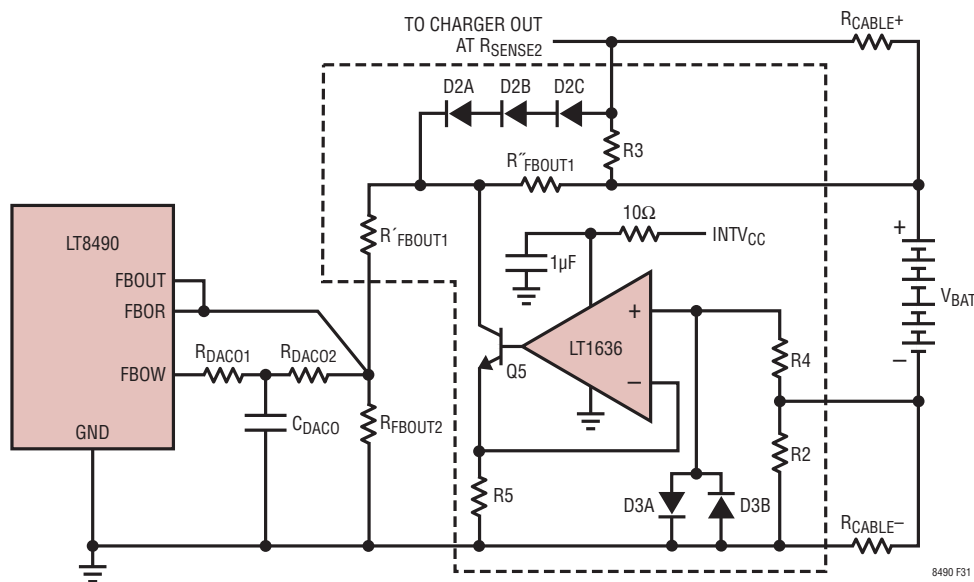 TO CHARGER OUT
AT RSENSE2
RCABLE+
D2A
D2B
D2C
R3
R″FBOUT1
LT8490
R′FBOUT1
10Ω
INTVCC
1µF
+
FBOUT
VBAT
FBOR
+
LT1636
R4
RDACO1
RDACO2
–
–
FBOW
Q5
CDACO
RFBOUT2
GND
R2
R5
D3A
D3B
RCABLE–
8490 F31